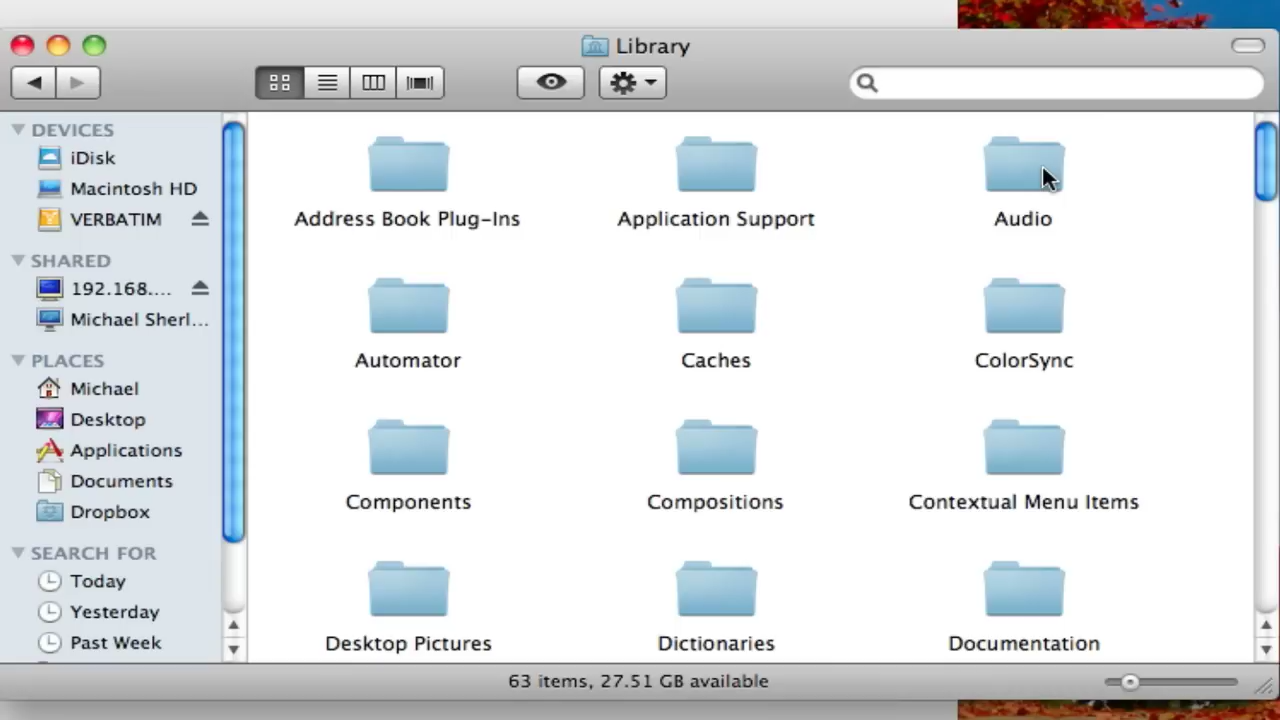 Library
DEVICES
iDisk
Macintosh HD
VERBATIM
SHARED
192.168....
Michael Sherl...
PLACES
Michael
Desktop
Applications
Documents
Dropbox
SEARCH FOR
Today
Yesterday
Past Week
Address Book Plug-Ins
Application Support
Audio
Automator
Caches
ColorSync
Components
Compositions
Contextual Menu Items
Desktop Pictures
Dictionaries
Documentation
63 items, 27.51 GB available